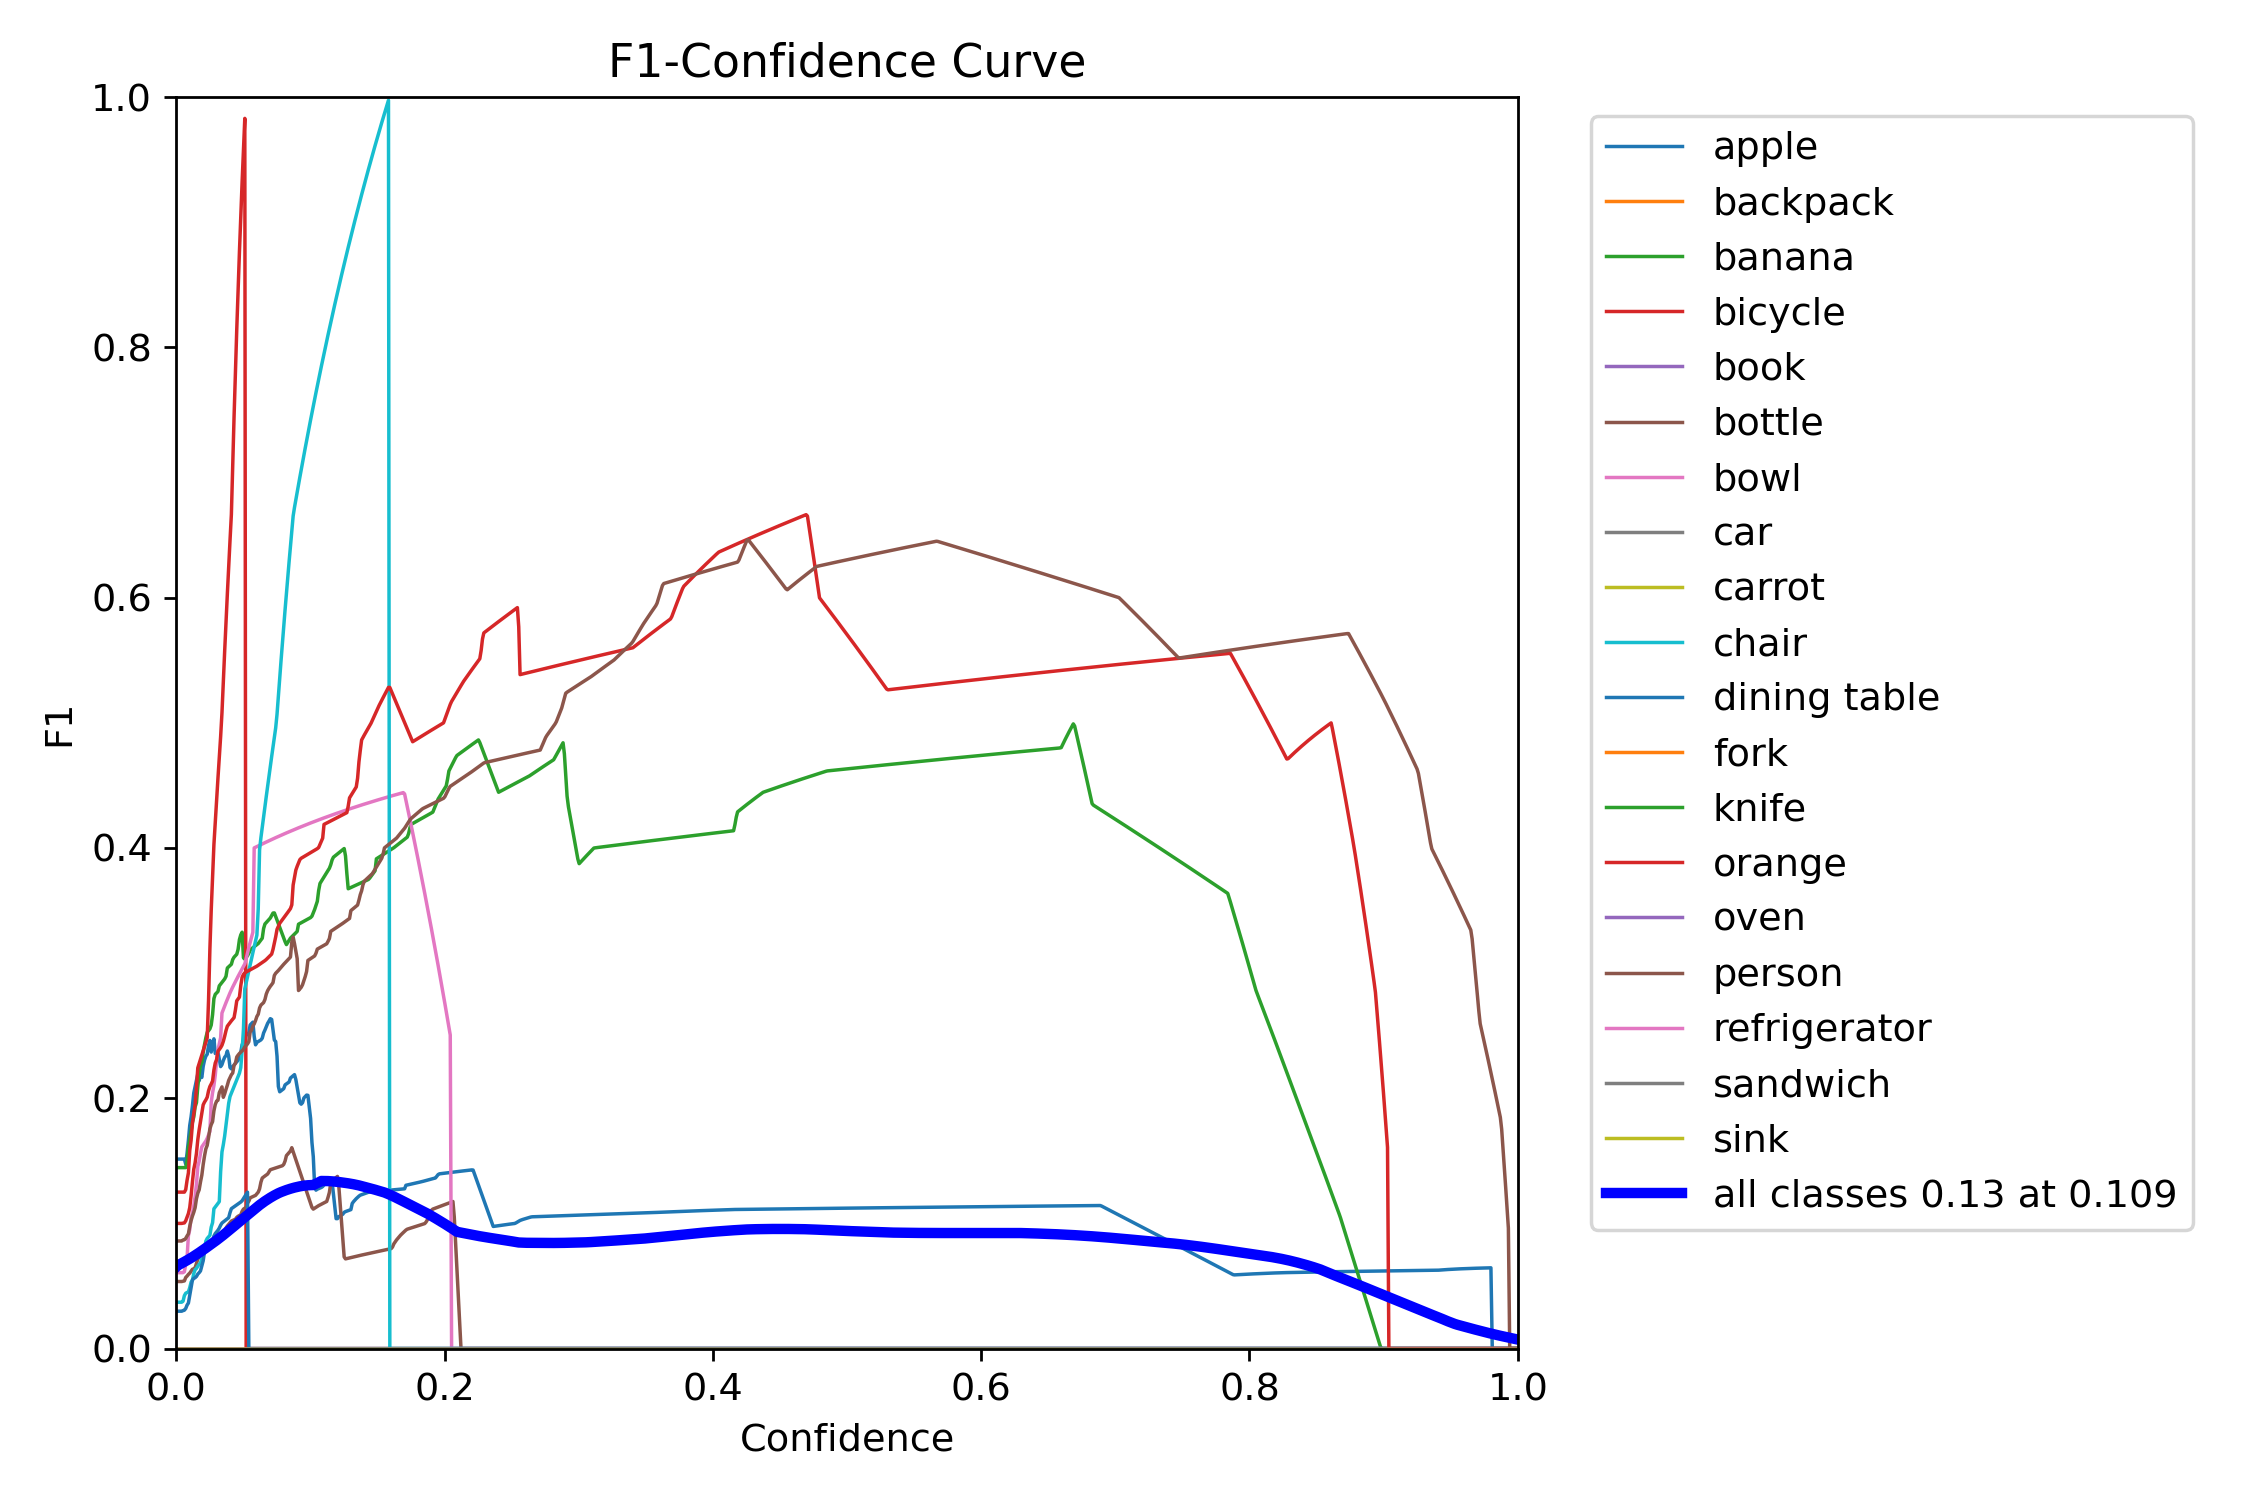 F1-Confidence Curve
1.0
0.8
0.6
0.4
0.2
0.0
F1
0.0 0.2 0.4 0.6 0.8 1.0
Confidence
apple
backpack
banana
bicycle
book
bottle
bowl
car
carrot
chair
dining table
fork
knife
orange
oven
person
refrigerator
sandwich
sink
all classes 0.13 at 0.109